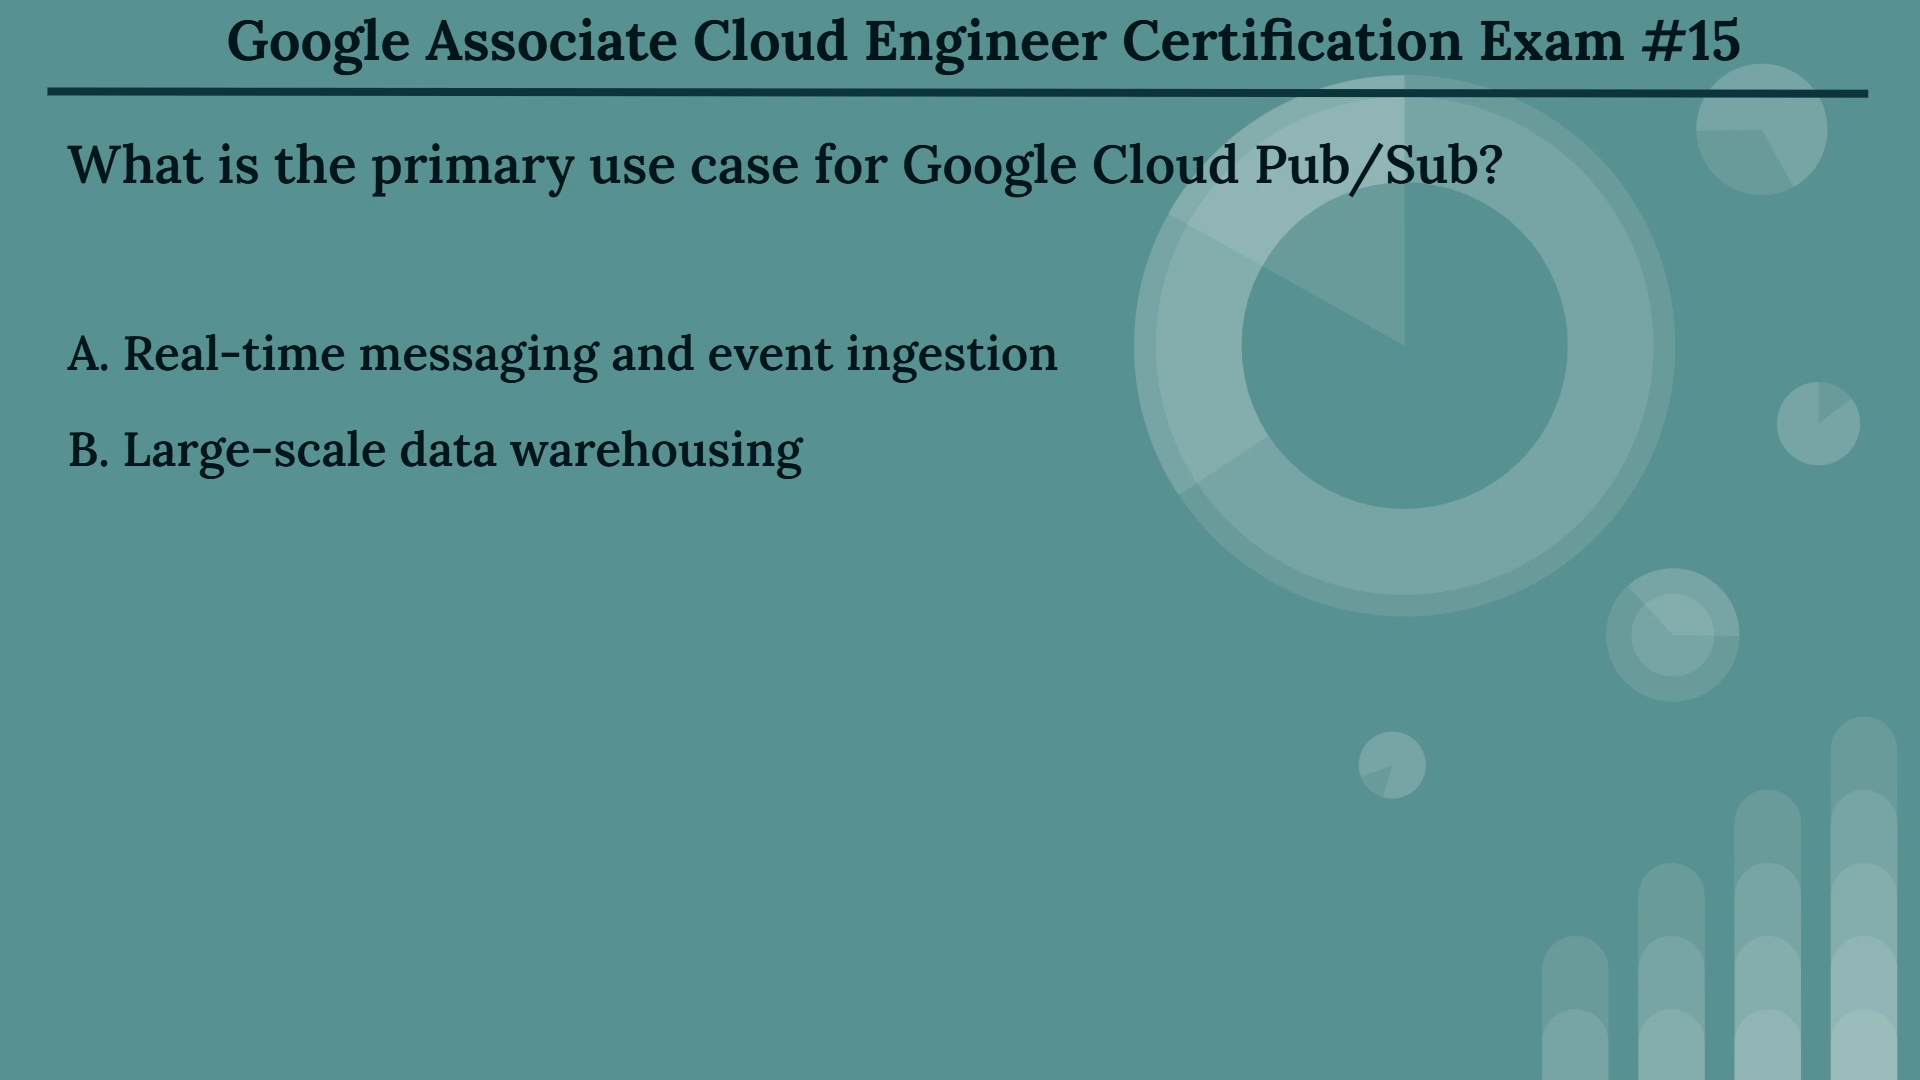 Google Associate Cloud Engineer Certification Exam #15
What is the primary use case for Google Cloud Pub/Sub?
A. Real-time messaging and event ingestion
B. Large-scale data warehousing